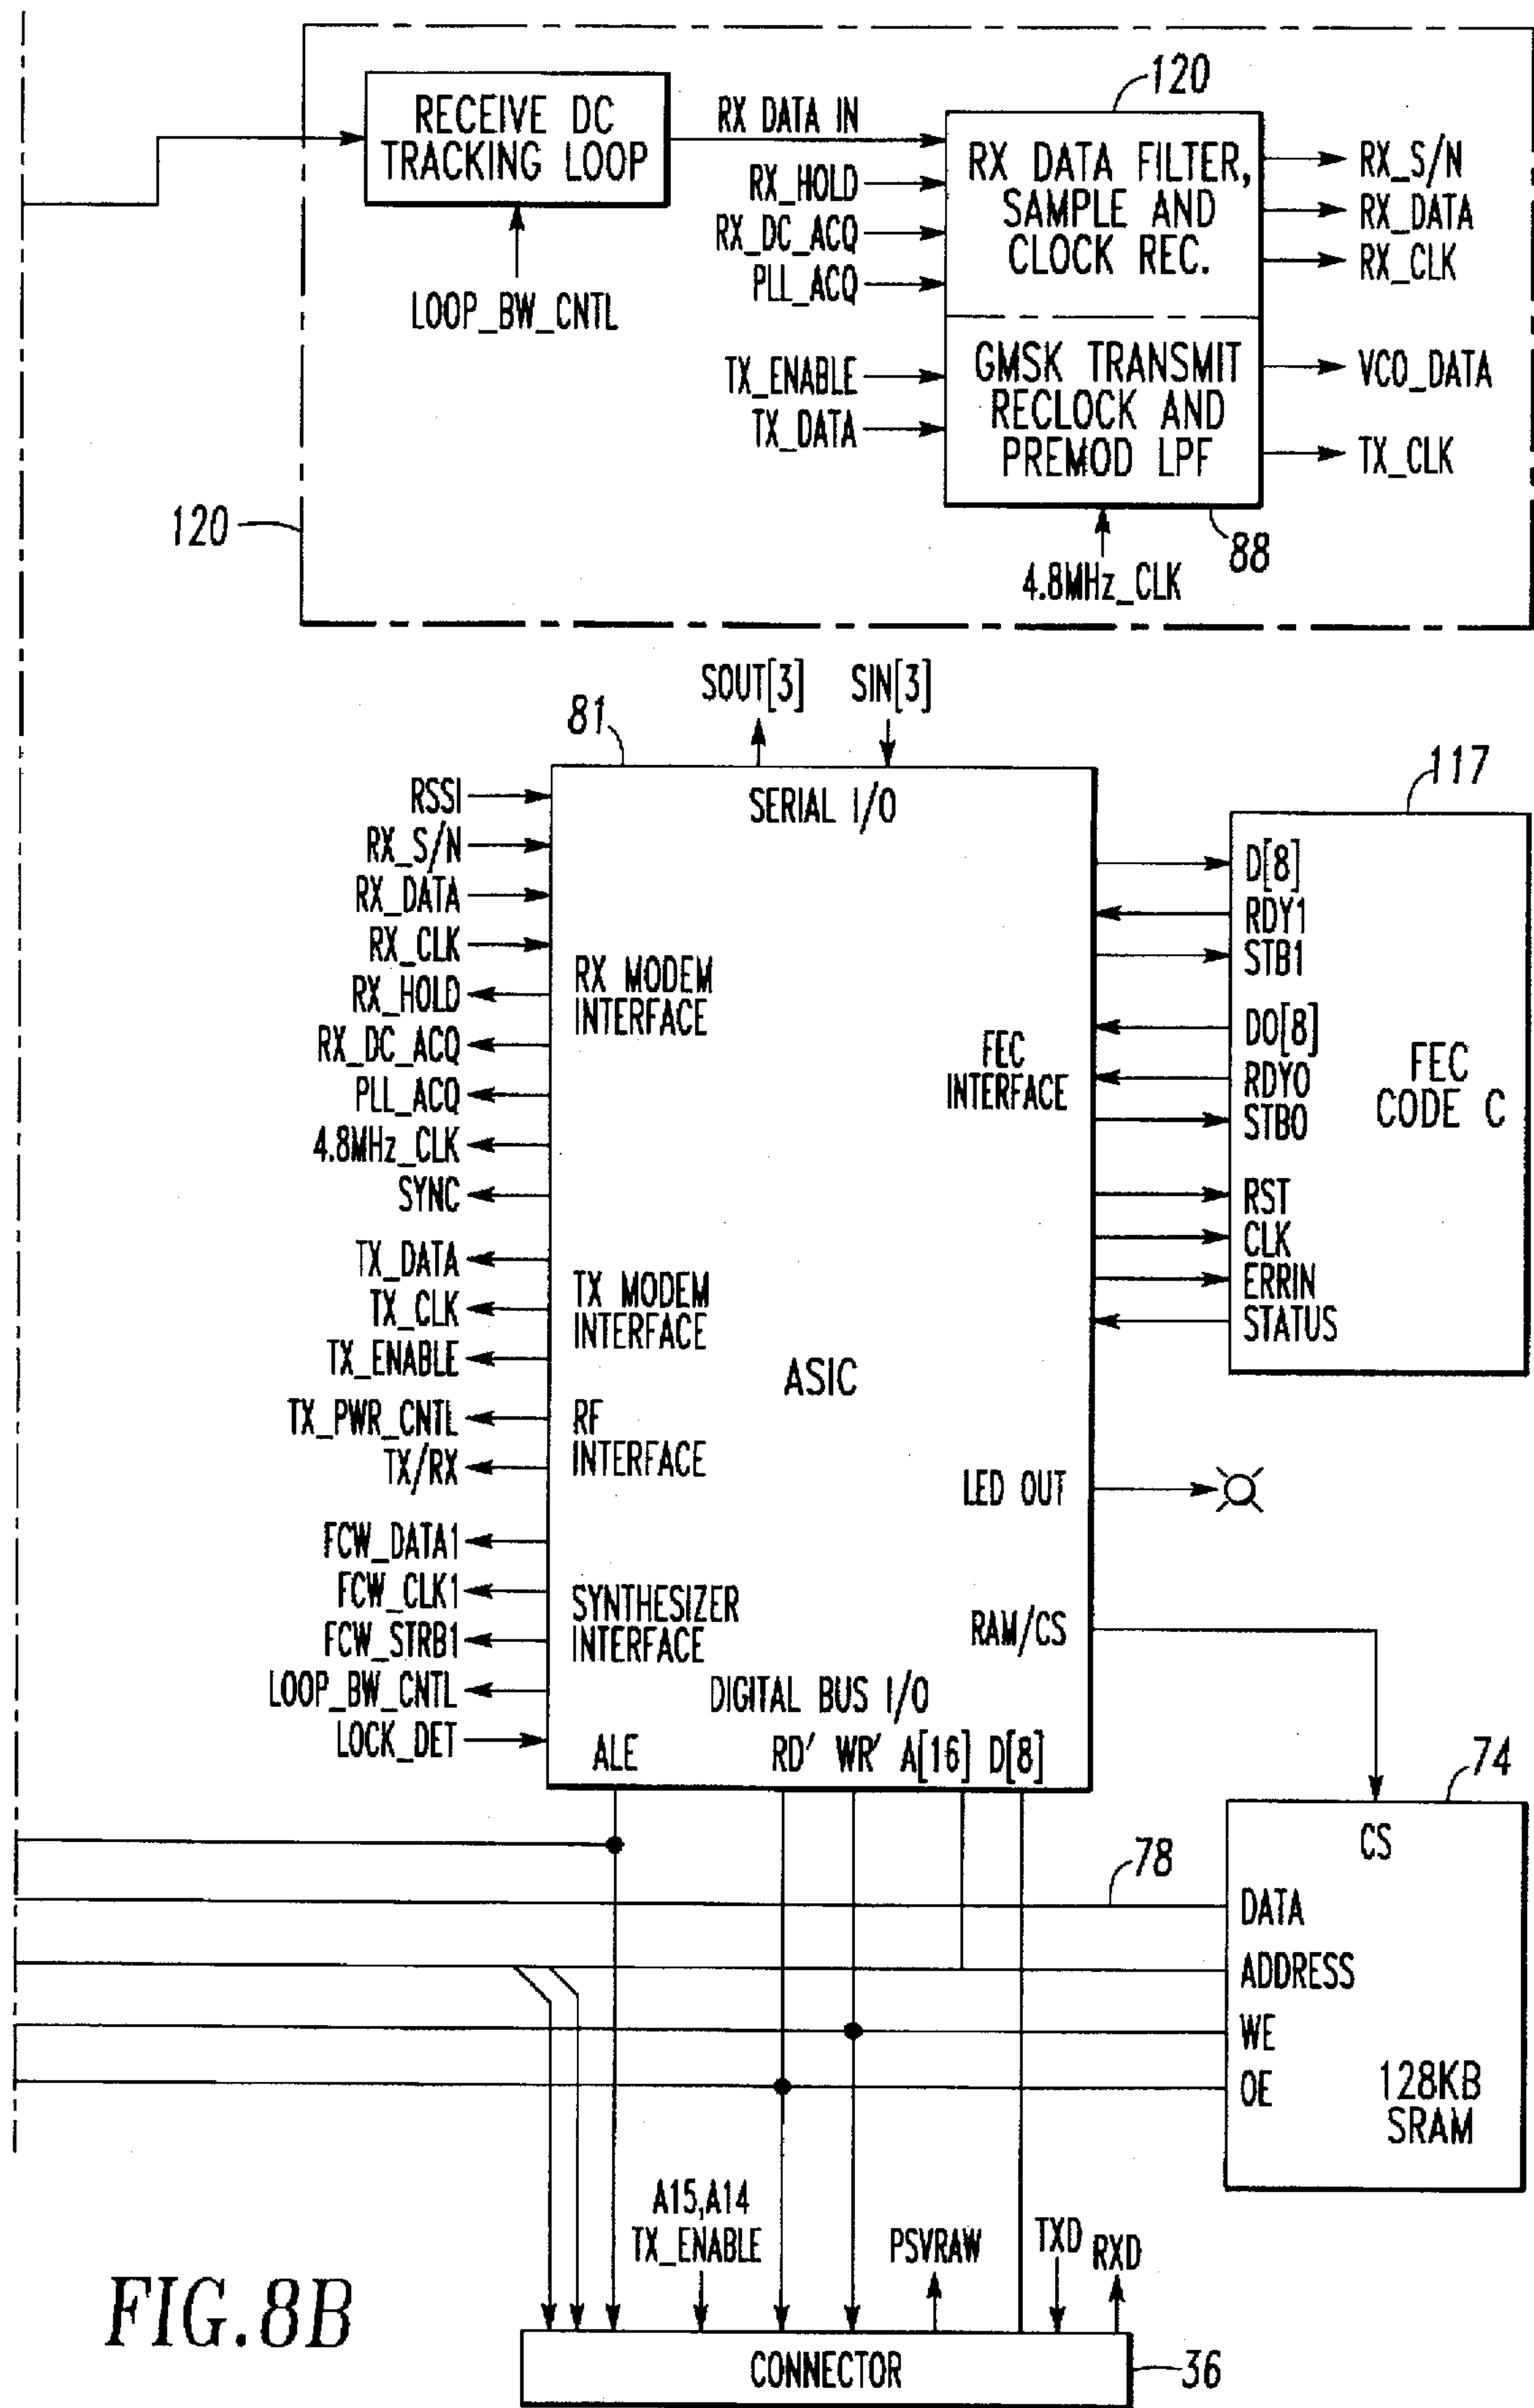 RECEIVE DC
TRACKING LOOP
LOOP_BW_CNTL
RX DATA IN
RX_HOLD
RX_DC_ACQ
PLL_ACQ
TX_ENABLE
TX_DATA
120
RX DATA FILTER,
SAMPLE AND
CLOCK REC.
GMSK TRANSMIT
RECLOCK AND
PREMOD LPF
RX_S/N
RX_DATA
RX_CLK
VCO_DATA
TX_CLK
120
88
4.8MHz_CLK
SOUT[3]
SIN[3]
81
SERIAL I/O
RSSI
RX_S/N
RX_DATA
RX_CLK
RX_HOLD
RX_DC_ACQ
PLL_ACQ
4.8MHz_CLK
SYNC
TX_DATA
TX_CLK
TX_ENABLE
TX_PWR_CNTL
TX/RX
FCW_DATA1
FCW_CLK1
FCW_STRB1
LOOP_BW_CNTL
LOCK_DET
RX MODEM
INTERFACE
TX MODEM
INTERFACE
RF
INTERFACE
SYNTHESIZER
INTERFACE
ASIC
FEC
INTERFACE
LED OUT
RAM/CS
DIGITAL BUS I/O
ALE
RD'
WR'
A[16]
D[8]
117
D[8]
RDY1
STB1
DO[8]
RDYO
STBO
RST
CLK
ERRIN
STATUS
FEC
CODE C
74
CS
DATA
ADDRESS
WE
OE
128KB
SRAM
78
A15,A14
TX_ENABLE
PSVRAW
TXD
RXD
CONNECTOR
36
FIG.8B